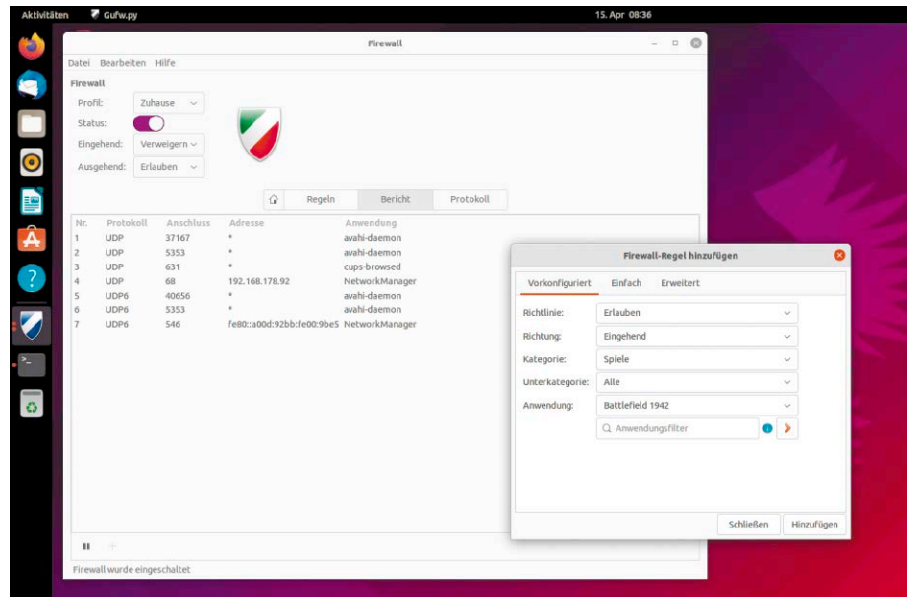 Aktivitäten Gufw.py 15. Apr 08:36
Firewall
Datei Bearbeiten Hilfe
Firewall
Profil: Zuhause
Status:
Eingehend: Verweigern
Ausgehend: Erlauben
Regeln Bericht Protokoll
Nr. Protokoll Anschluss Adresse Anwendung
1 UDP 37167 * avahi-daemon
2 UDP 5353 * avahi-daemon
3 UDP 631 * cups-browsed
4 UDP 68 192.168.178.92 NetworkManager
5 UDP6 40656 * avahi-daemon
6 UDP6 5353 * avahi-daemon
7 UDP6 546 fe80::a00d:92bb:fe00:9be5 NetworkManager
Firewall wurde eingeschaltet
Firewall-Regel hinzufügen
Vorkonfiguriert Einfach Erweitert
Richtlinie: Erlauben
Richtung: Eingehend
Kategorie: Spiele
Unterkategorie: Alle
Anwendung: Battlefield 1942
Anwendungsfilter
Schließen Hinzufügen